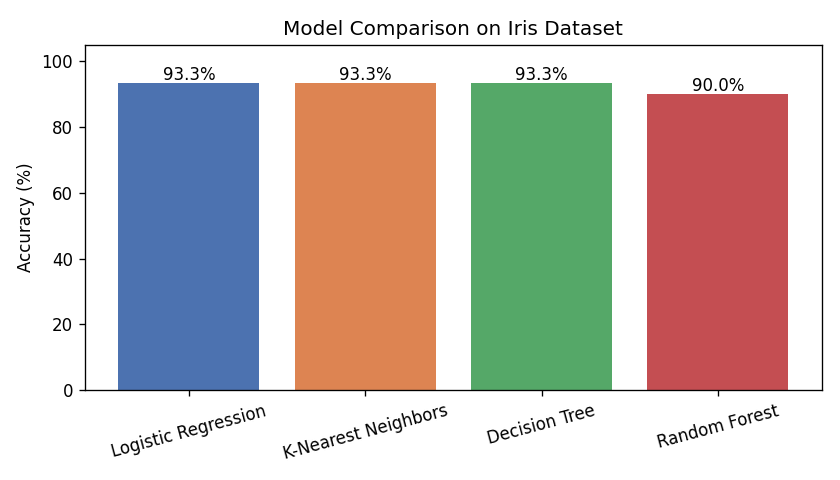 Model Comparison on Iris Dataset
Accuracy (%)
100
80
60
40
20
0
93.3%
93.3%
93.3%
90.0%
Logistic Regression
K-Nearest Neighbors
Decision Tree
Random Forest